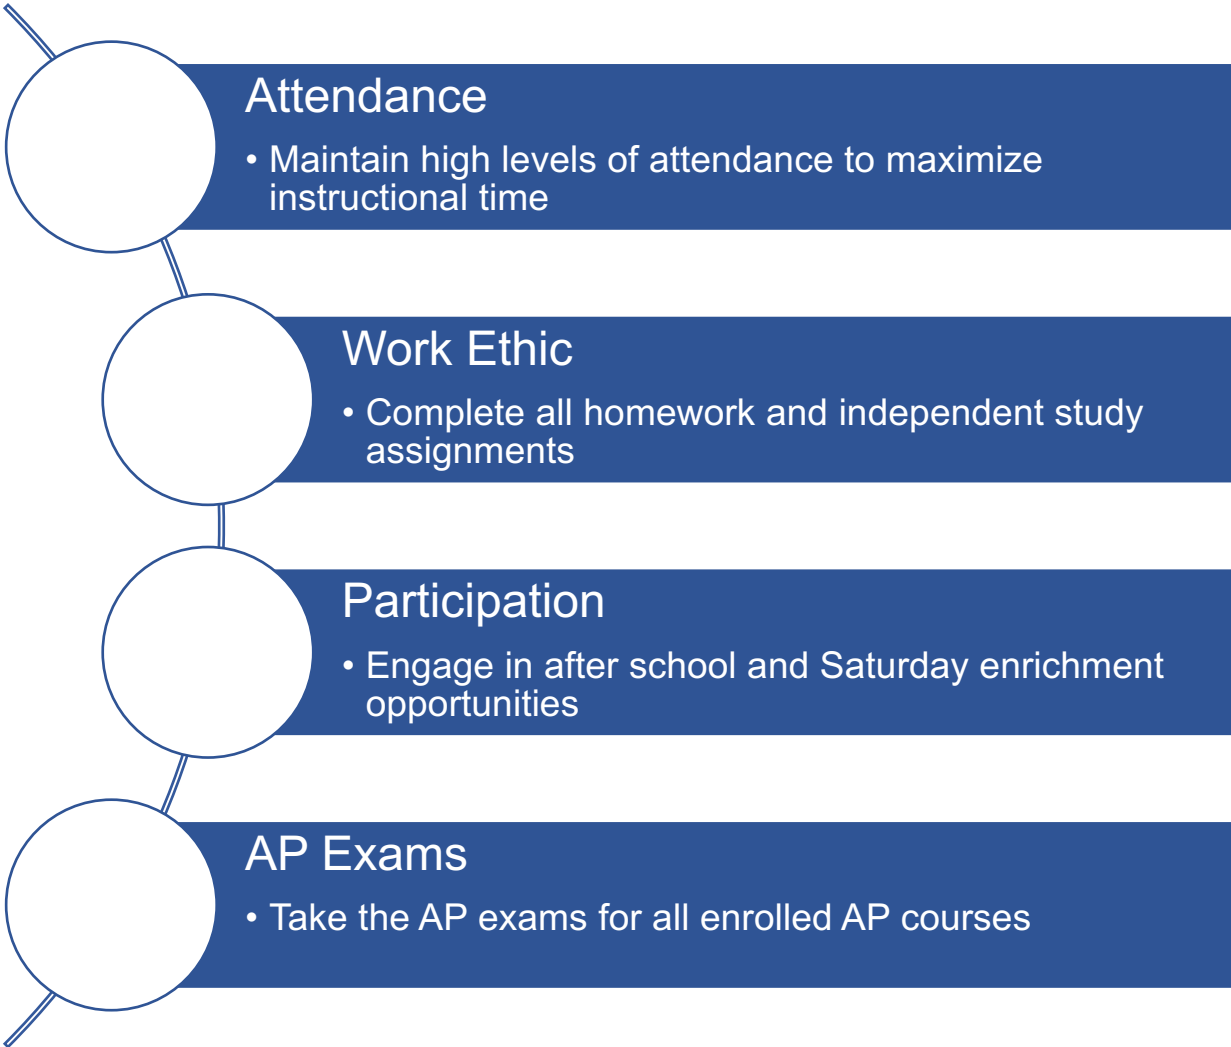 Attendance
• Maintain high levels of attendance to maximize
instructional time
Work Ethic
• Complete all homework and independent study
assignments
Participation
• Engage in after school and Saturday enrichment
opportunities
AP Exams
• Take the AP exams for all enrolled AP courses